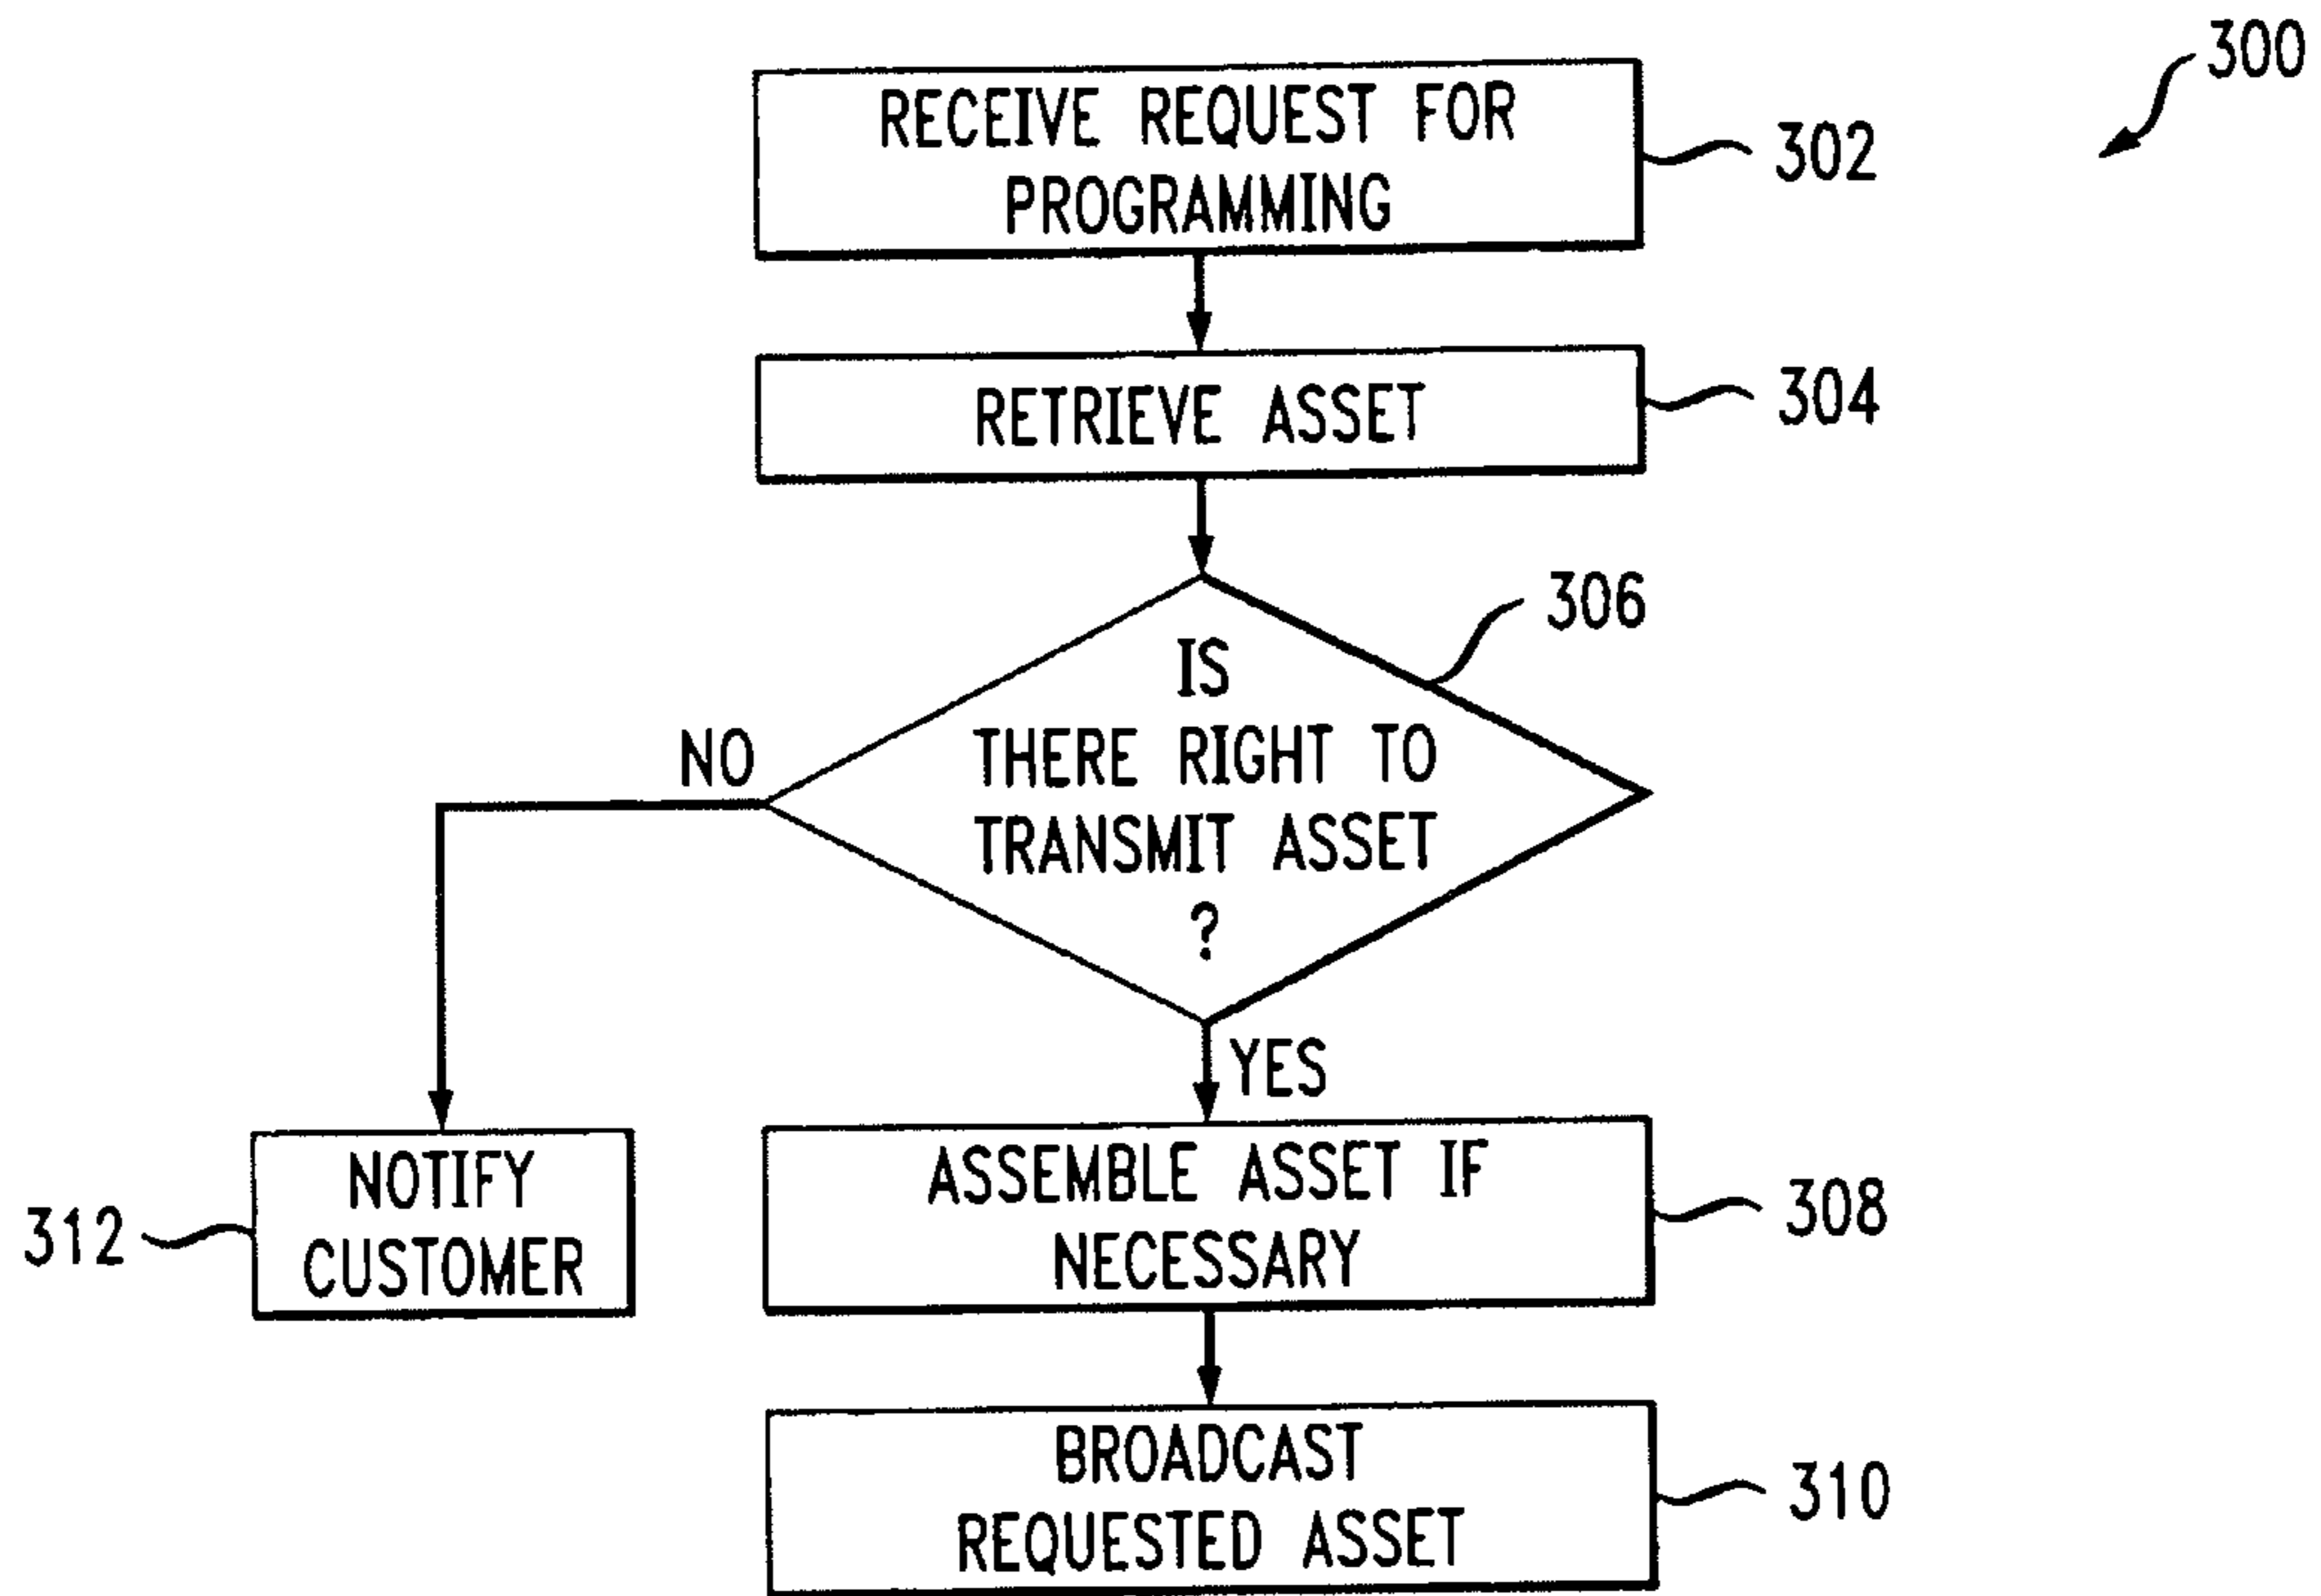 300
RECEIVE REQUEST FOR
PROGRAMMING
302
RETRIEVE ASSET
304
306
IS
THERE RIGHT TO
TRANSMIT ASSET
?
NO
YES
NOTIFY
CUSTOMER
312
ASSEMBLE ASSET IF
NECESSARY
308
BROADCAST
REQUESTED ASSET
310